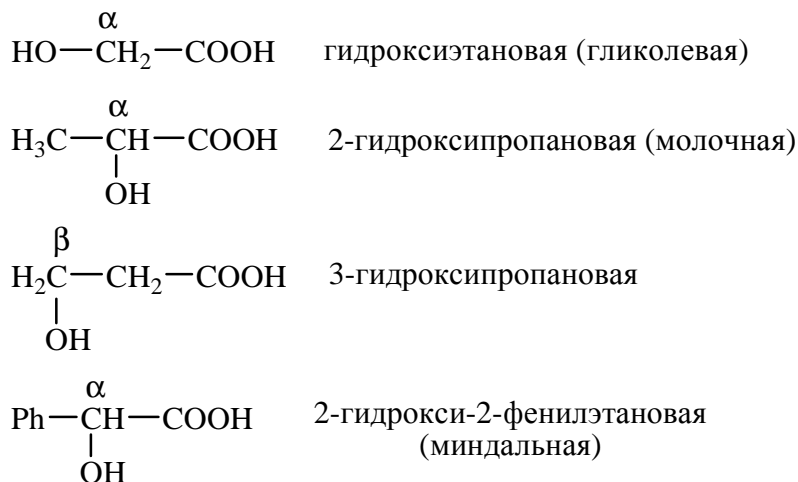 α
HO—CH₂—COOH гидроксиэтановая (гликолевая)
α
H₃C—CH—COOH 2-гидроксипропановая (молочная)
OH
β
H₂C—CH₂—COOH 3-гидроксипропановая
OH
α
Ph—CH—COOH 2-гидрокси-2-фенилэтановая
(миндальная)
OH